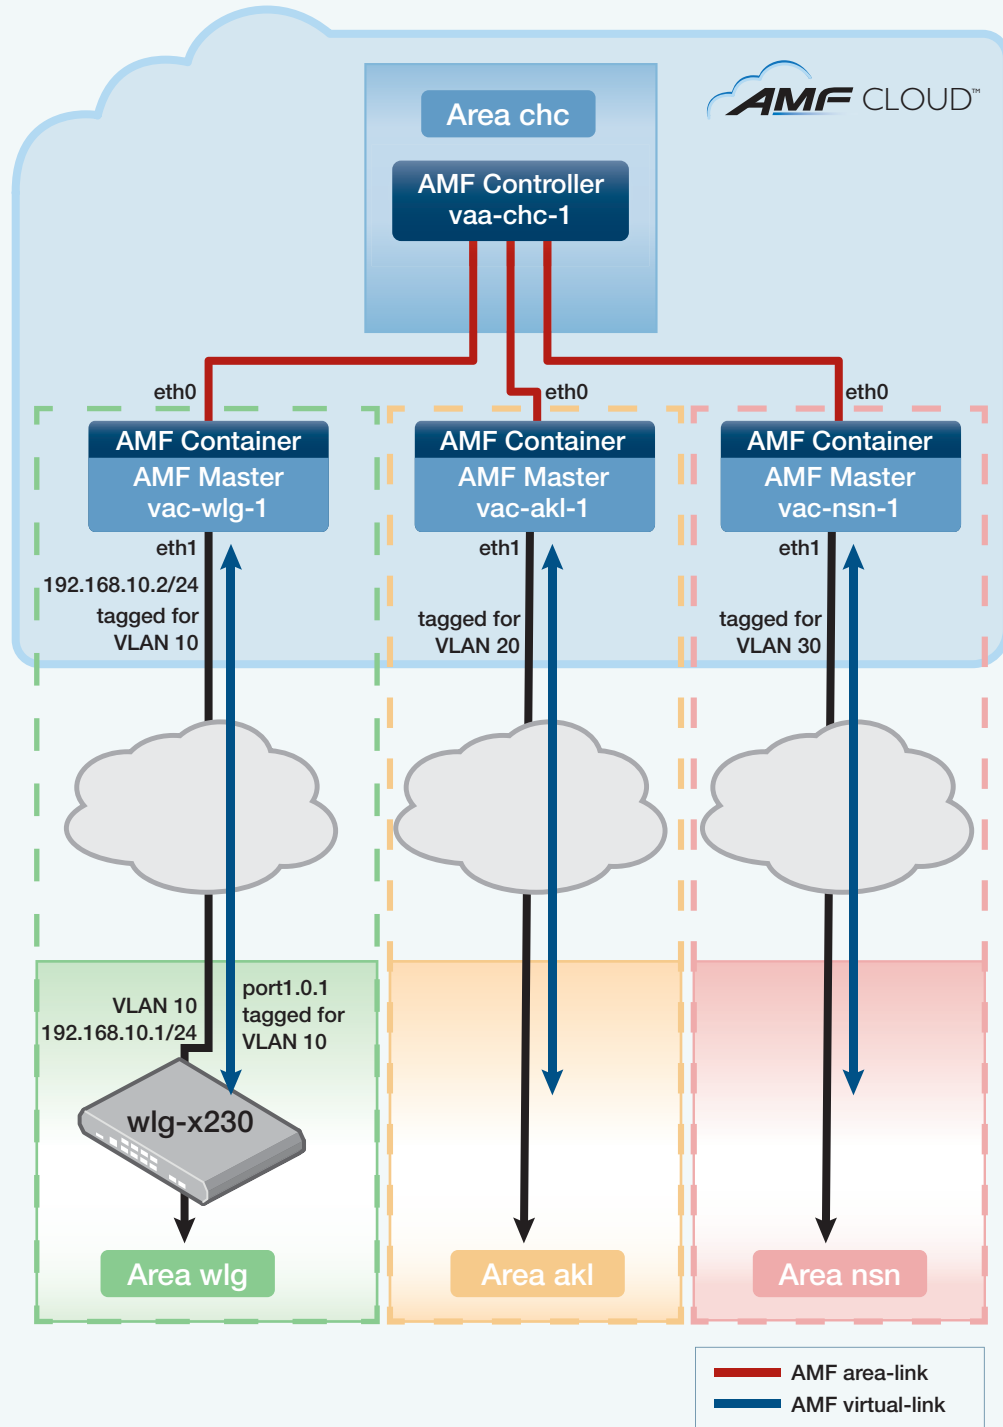 AMF CLOUD™
Area chc
AMF Controller
vaa-chc-1
eth0
eth0
eth0
AMF Container
AMF Master
vac-wlg-1
AMF Container
AMF Master
vac-akl-1
AMF Container
AMF Master
vac-nsn-1
eth1
192.168.10.2/24
tagged for
VLAN 10
eth1
tagged for
VLAN 20
eth1
tagged for
VLAN 30
VLAN 10
192.168.10.1/24
port1.0.1
tagged for
VLAN 10
wlg-x230
Area wlg
Area akl
Area nsn
AMF area-link
AMF virtual-link